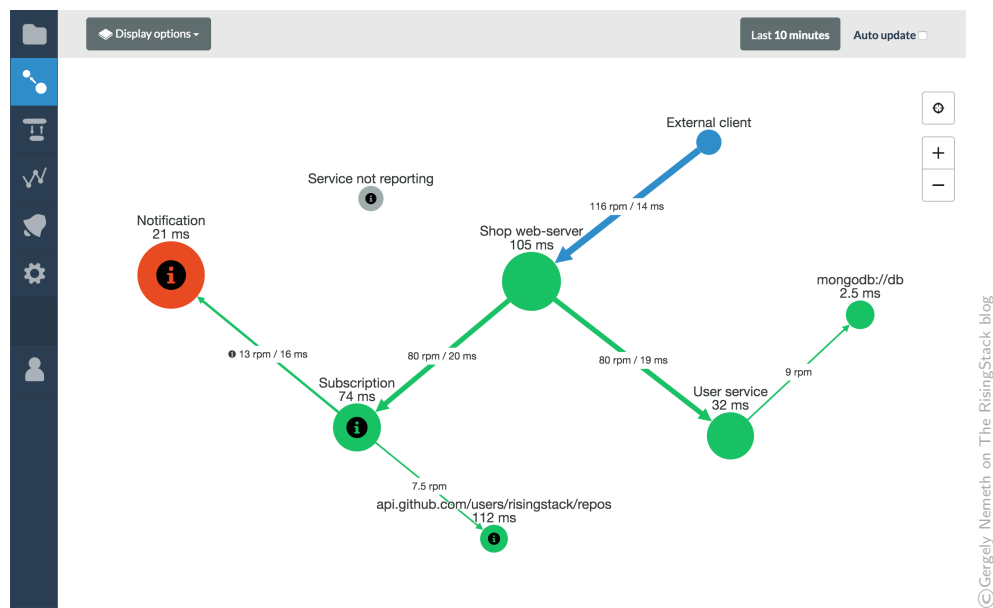 Display options
Last 10 minutes
Auto update
External client
Service not reporting
116 rpm / 14 ms
Notification
21 ms
Shop web-server
105 ms
mongodb://db
2.5 ms
13 rpm / 16 ms
80 rpm / 20 ms
80 rpm / 19 ms
9 rpm
Subscription
74 ms
User service
32 ms
7.5 rpm
api.github.com/users/risingstack/repos
112 ms
©Gergely Nemeth on The RisingStack blog